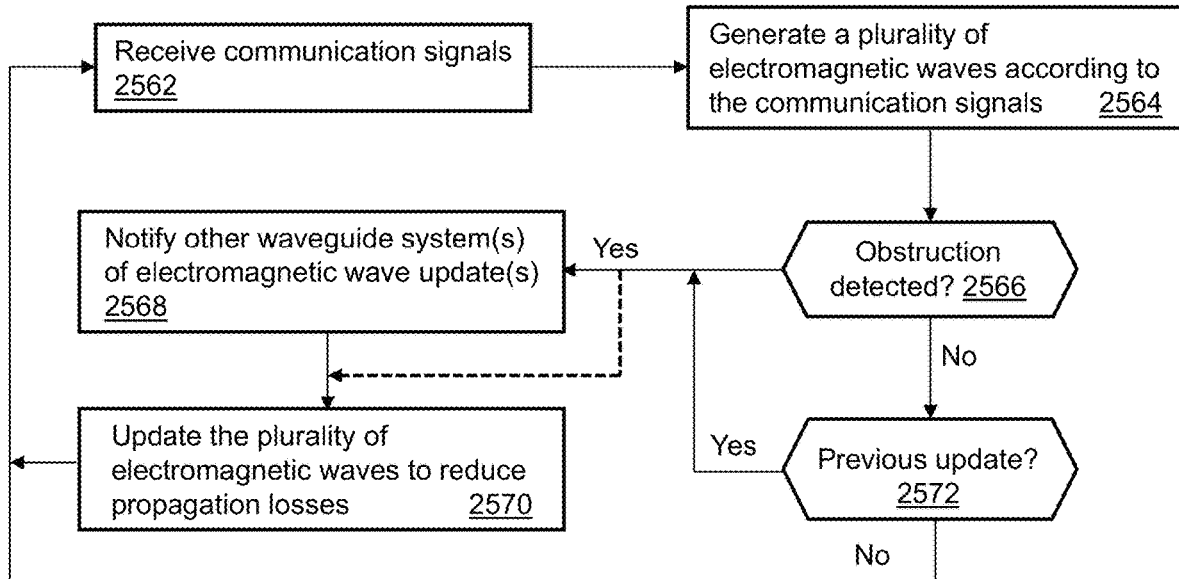 Receive communication signals
2562
Generate a plurality of
electromagnetic waves according to
the communication signals 2564
Notify other waveguide system(s)
of electromagnetic wave update(s)
2568
Yes
Obstruction
detected? 2566
No
Update the plurality of
electromagnetic waves to reduce
propagation losses 2570
Yes
Previous update?
2572
No